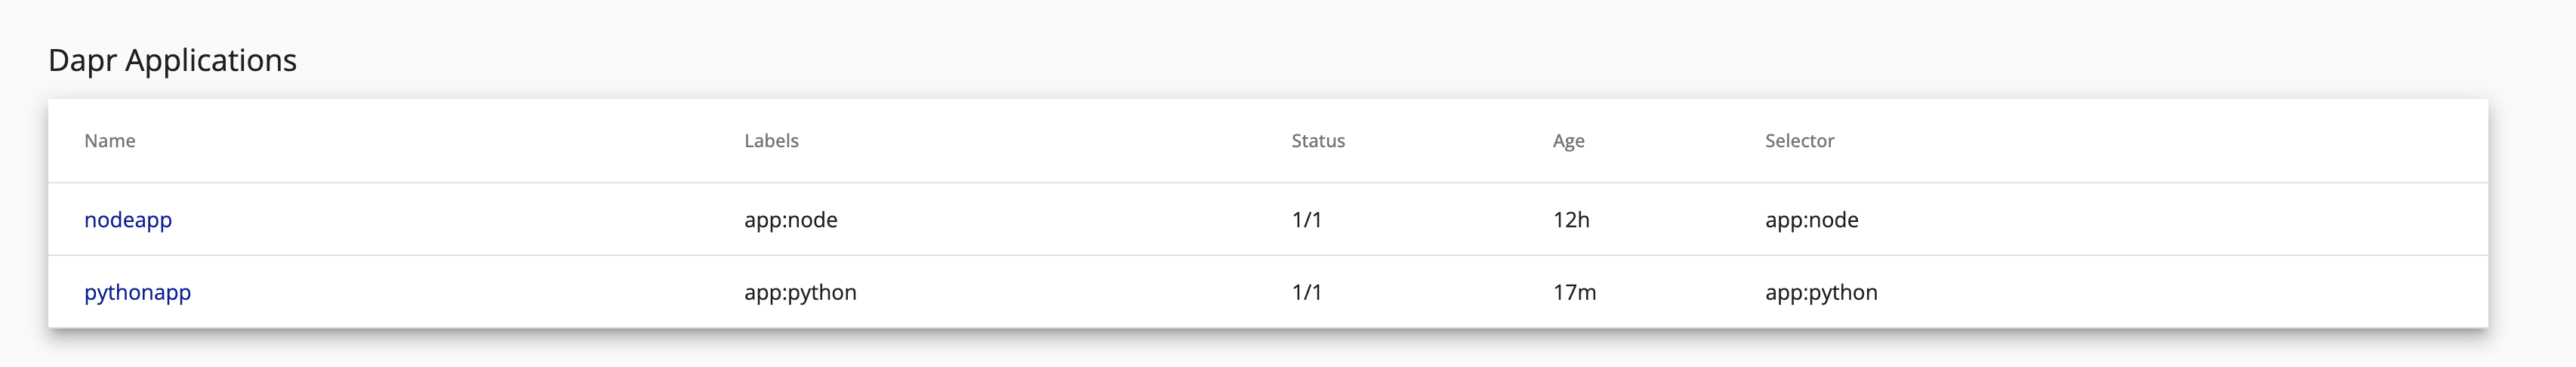 Dapr Applications
Name Labels Status Age Selector
nodeapp app:node 1/1 12h app:node
pythonapp app:python 1/1 17m app:python